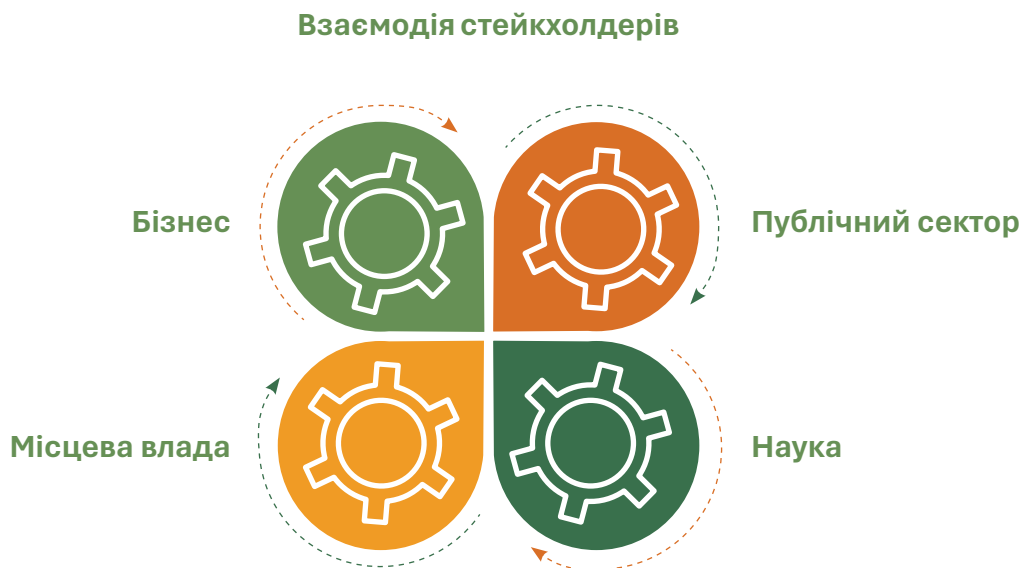 Взаємодія стейкхолдерів
Бізнес
Публічний сектор
Місцева влада
Наука